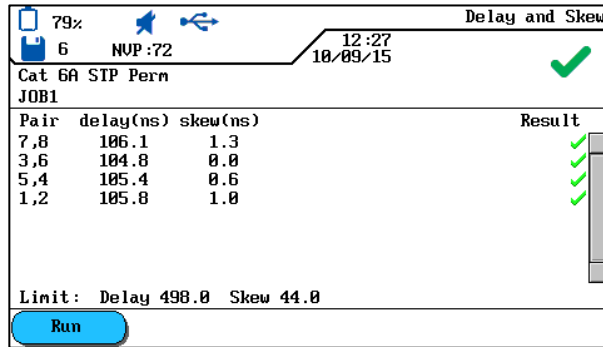 79% Delay and Skew
6 NVP:72 12:27
10/09/15
Cat 6A STP Perm
JOB1
Pair delay(ns) skew(ns) Result
7,8 106.1 1.3
3,6 104.8 0.0
5,4 105.4 0.6
1,2 105.8 1.0
Limit: Delay 498.0 Skew 44.0
Run